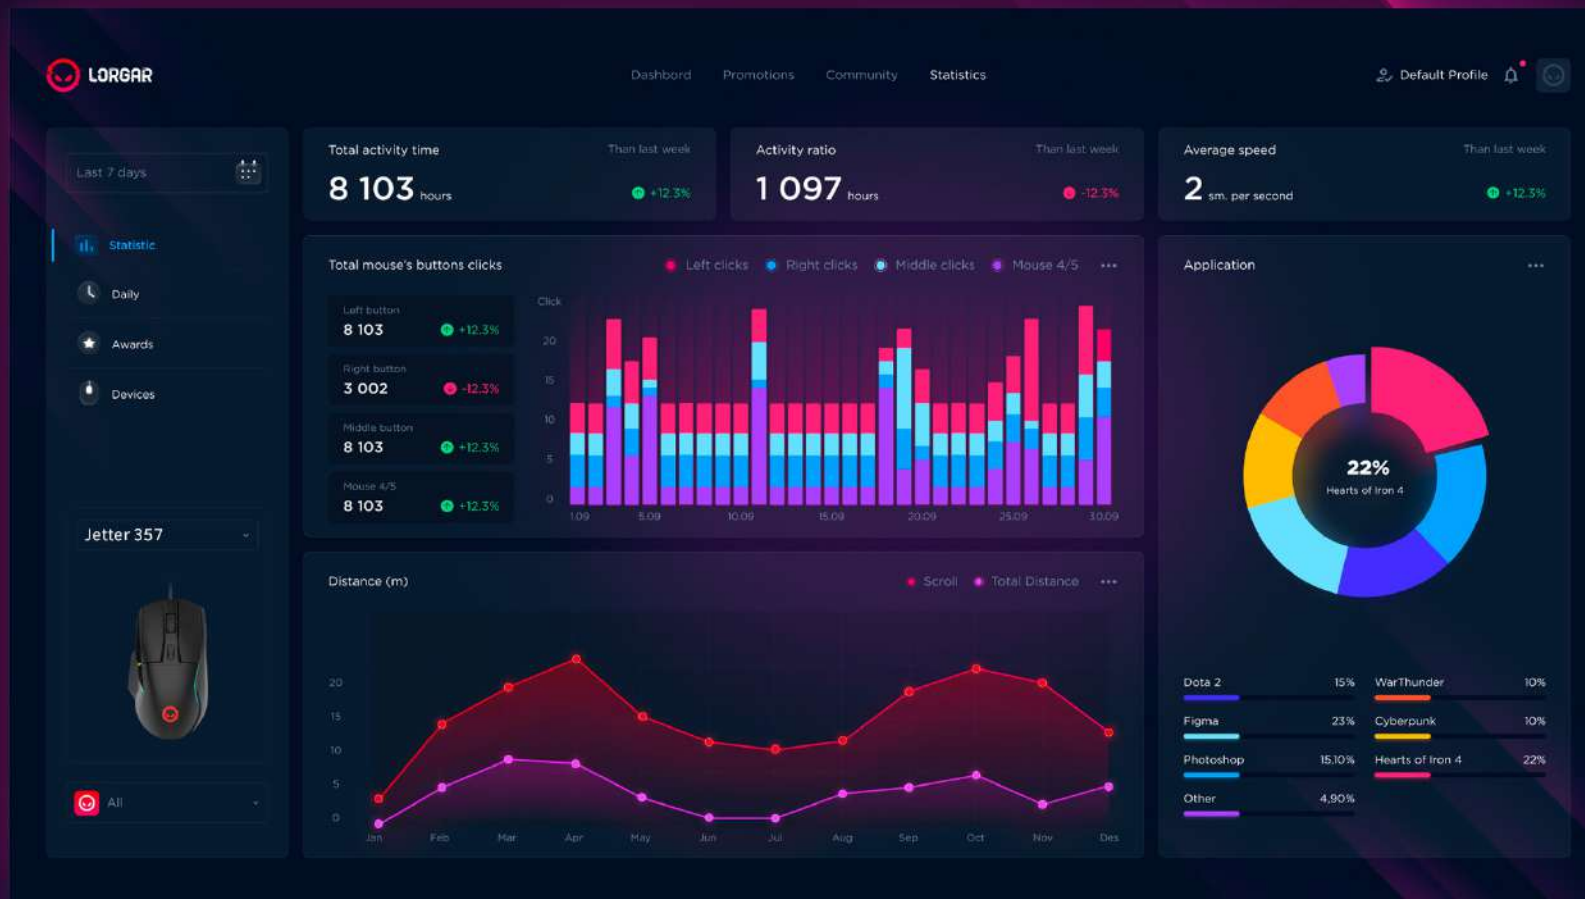 LORGAR
Dashbord Promotions Community Statistics
Default Profile
Last 7 days
Statistic
Daily
Awards
Devices
Jetter 357
All
Total activity time
Than last week
8 103 hours
+12.3%
Activity ratio
Than last week
1 097 hours
-12.3%
Average speed
Than last week
2 sm. per second
+12.3%
Total mouse's buttons clicks
Left clicks Right clicks Middle clicks Mouse 4/5
Left button
8 103 +12.3%
Right button
3 002 -12.3%
Middle button
8 103 +12.3%
Mouse 4/5
8 103 +12.3%
Click
20
15
10
5
0
1.09 5.09 10.09 15.09 20.09 25.09 30.09
Distance (m)
Scroll Total Distance
20
15
10
5
0
Jan Feb Mar Apr May Jun Jul Aug Sep Oct Nov Des
Application
22%
Hearts of Iron 4
Dota 2 15%
WarThunder 10%
Figma 23%
Cyberpunk 10%
Photoshop 15,10%
Hearts of Iron 4 22%
Other 4,90%